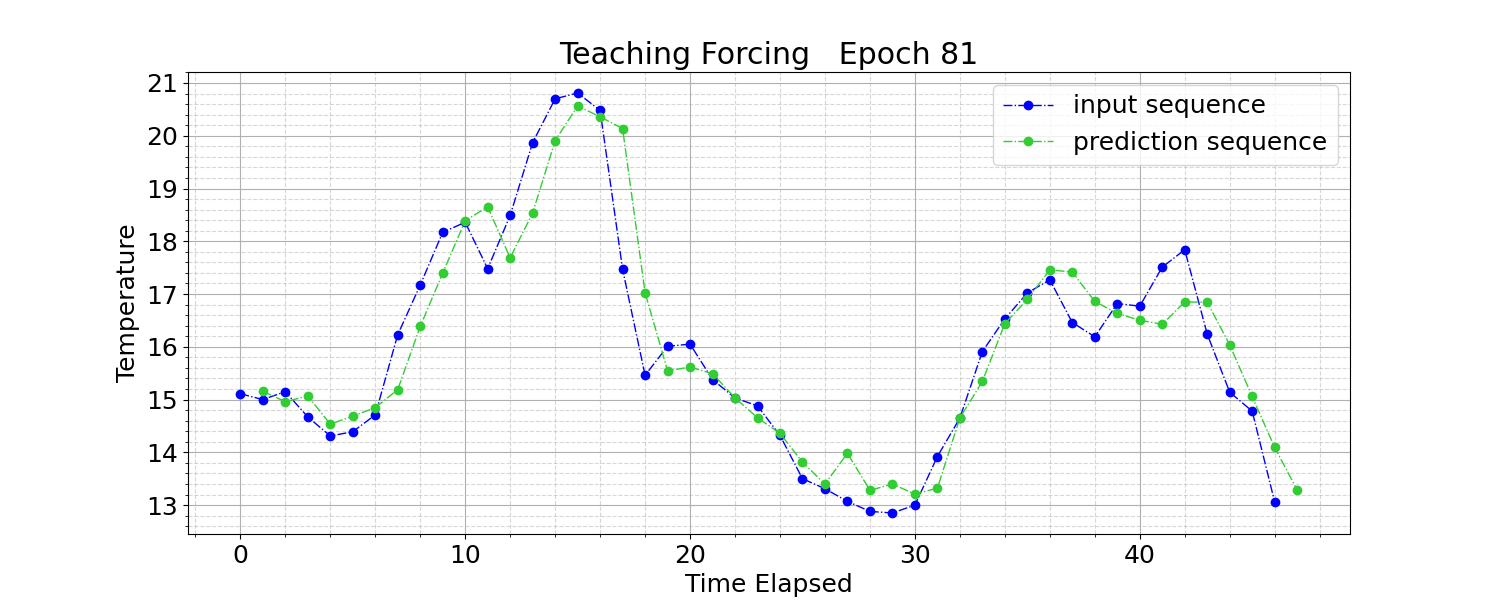 Teaching Forcing   Epoch 81
21
20
19
18
17
16
15
14
13
Temperature
input sequence
prediction sequence
0 10 20 30 40
Time Elapsed